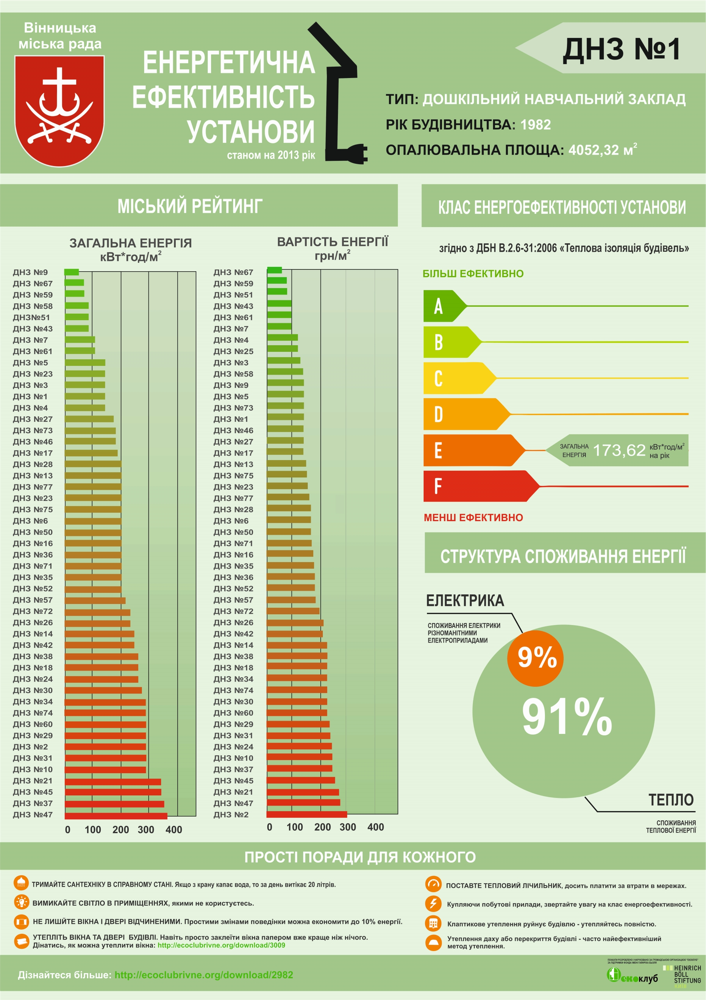 Вінницька
міська рада
ЕНЕРГЕТИЧНА
ЕФЕКТИВНІСТЬ
УСТАНОВИ
станом на 2013 рік
ДНЗ №1
ТИП: ДОШКІЛЬНИЙ НАВЧАЛЬНИЙ ЗАКЛАД
РІК БУДІВНИЦТВА: 1982
ОПАЛЮВАЛЬНА ПЛОЩА: 4052,32 м²
МІСЬКИЙ РЕЙТИНГ
ЗАГАЛЬНА ЕНЕРГІЯ
кВт*год/м²
ДНЗ №9
ДНЗ №67
ДНЗ №59
ДНЗ №58
ДНЗ№51
ДНЗ №43
ДНЗ №7
ДНЗ №61
ДНЗ №5
ДНЗ №23
ДНЗ №3
ДНЗ №1
ДНЗ №4
ДНЗ №27
ДНЗ №73
ДНЗ №46
ДНЗ №17
ДНЗ №28
ДНЗ №13
ДНЗ №77
ДНЗ №23
ДНЗ №75
ДНЗ №6
ДНЗ №50
ДНЗ №16
ДНЗ №36
ДНЗ №71
ДНЗ №35
ДНЗ №52
ДНЗ №57
ДНЗ №72
ДНЗ №26
ДНЗ №14
ДНЗ №42
ДНЗ №38
ДНЗ №18
ДНЗ №24
ДНЗ №30
ДНЗ №34
ДНЗ №74
ДНЗ №60
ДНЗ №29
ДНЗ №2
ДНЗ №31
ДНЗ №10
ДНЗ №21
ДНЗ №45
ДНЗ №37
ДНЗ №47
0 100 200 300 400
ВАРТІСТЬ ЕНЕРГІЇ
грн/м²
ДНЗ №67
ДНЗ №59
ДНЗ №51
ДНЗ №43
ДНЗ №61
ДНЗ №7
ДНЗ №4
ДНЗ №25
ДНЗ №3
ДНЗ №58
ДНЗ №9
ДНЗ №5
ДНЗ №73
ДНЗ №1
ДНЗ №46
ДНЗ №27
ДНЗ №17
ДНЗ №13
ДНЗ №75
ДНЗ №23
ДНЗ №77
ДНЗ №28
ДНЗ №6
ДНЗ №50
ДНЗ №71
ДНЗ №16
ДНЗ №35
ДНЗ №36
ДНЗ №52
ДНЗ №57
ДНЗ №72
ДНЗ №26
ДНЗ №42
ДНЗ №14
ДНЗ №38
ДНЗ №18
ДНЗ №34
ДНЗ №74
ДНЗ №30
ДНЗ №60
ДНЗ №29
ДНЗ №31
ДНЗ №24
ДНЗ №10
ДНЗ №37
ДНЗ №45
ДНЗ №21
ДНЗ №47
ДНЗ №2
0 100 200 300 400
КЛАС ЕНЕРГОЕФЕКТИВНОСТІ УСТАНОВИ
згідно з ДБН В.2.6-31:2006 «Теплова ізоляція будівель»
БІЛЬШ ЕФЕКТИВНО
A
B
C
D
E
ЗАГАЛЬНА
ЕНЕРГІЯ
173,62
кВт*год/м²
на рік
F
МЕНШ ЕФЕКТИВНО
СТРУКТУРА СПОЖИВАННЯ ЕНЕРГІЇ
ЕЛЕКТРИКА
СПОЖИВАННЯ ЕЛЕКТРИКИ
РІЗНОМАНІТНИМИ
ЕЛЕКТРОПРИЛАДАМИ
9%
91%
ТЕПЛО
СПОЖИВАННЯ
ТЕПЛОВОЇ ЕНЕРГІЇ
ПРОСТІ ПОРАДИ ДЛЯ КОЖНОГО
ТРИМАЙТЕ САНТЕХНІКУ В СПРАВНОМУ СТАНІ. Якщо з крану капає вода, то за день витікає 20 літрів.
ВИМИКАЙТЕ СВІТЛО В ПРИМІЩЕННЯХ, якими не користуєтесь.
НЕ ЛИШЙТЕ ВІКНА І ДВЕРІ ВІДЧИНЕНИМИ. Простими змінами поведінки можна економити до 10% енергії.
УТЕПЛІТЬ ВІКНА ТА ДВЕРІ БУДІВЛІ. Навіть просто заклеїти вікна папером вже краще ніж нічого.
Дінатись, як можна утеплити вікна: http://ecoclubrivne.org/download/3009
ПОСТАВТЕ ТЕПЛОВИЙ ЛІЧИЛЬНИК, досить платити за втрати в мережах.
Купляючи побутові прилади, звертайте увагу на клас енергоефективності.
Клаптикове утеплення руйнує будівлю - утепляйтесь повністю.
Утеплення даху або перекриття будівлі - часто найефективніший
метод утеплення.
Дізнайтеся більше: http://ecoclubrivne.org/download/2982
ПЛАКАТИ РОЗРОБЛЕНО І НАРУКОВАНО ЗА ГРОМАДСЬКОЮ ОРГАНІЗАЦІЄЮ "ЕКОКЛУБ"
ЗА ПІДТРИМКИ ФОНДА ІМЕНІ ГАЙНРІХА БЬОЛЯ
екоклуб
HEINRICH
BÖLL
STIFTUNG
КИЇВ